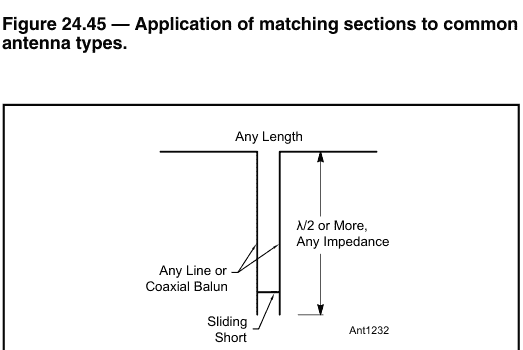 Figure 24.45 — Application of matching sections to common
antenna types.
Any Length
λ/2 or More,
Any Impedance
Any Line or
Coaxial Balun
Sliding
Short
Ant1232